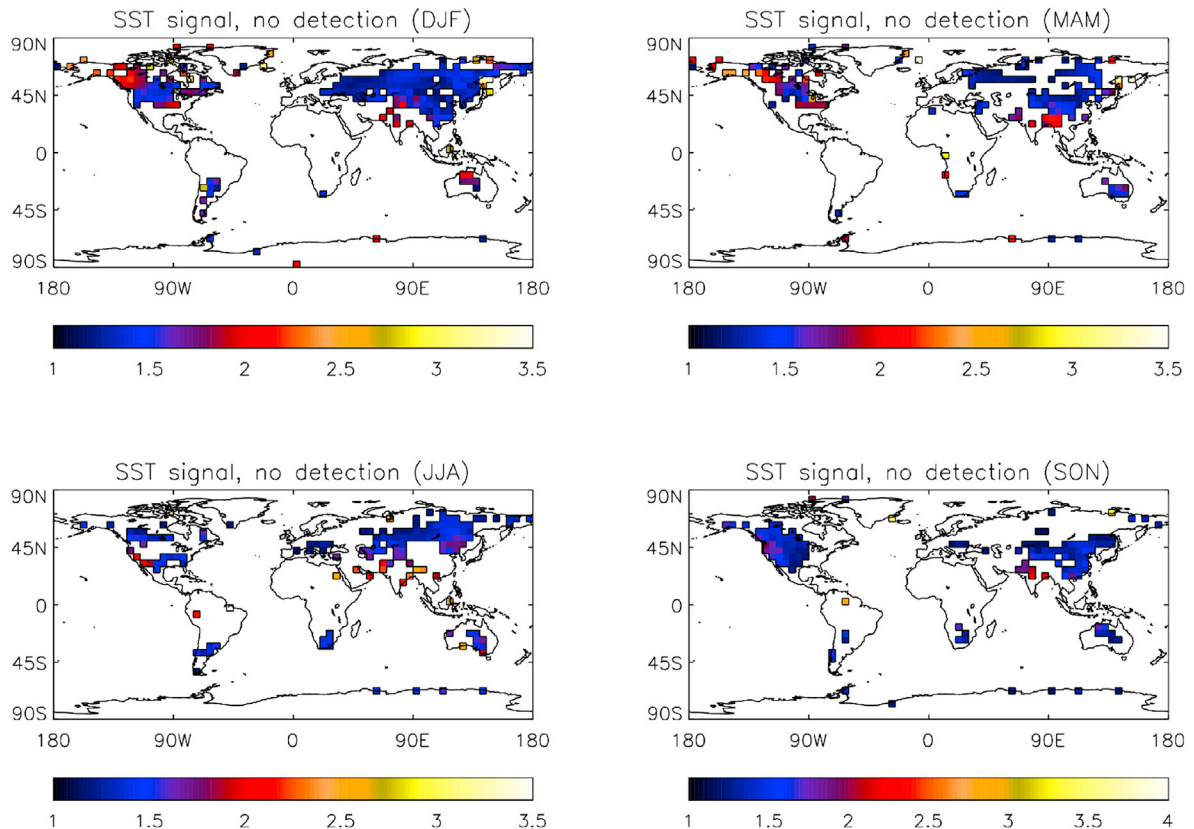 SST signal, no detection (DJF)
90N
45N
0
45S
90S
180 90W 0 90E 180
1 1.5 2 2.5 3 3.5
SST signal, no detection (MAM)
90N
45N
0
45S
90S
180 90W 0 90E 180
1 1.5 2 2.5 3 3.5
SST signal, no detection (JJA)
90N
45N
0
45S
90S
180 90W 0 90E 180
1 1.5 2 2.5 3 3.5
SST signal, no detection (SON)
90N
45N
0
45S
90S
180 90W 0 90E 180
1 1.5 2 2.5 3 3.5 4